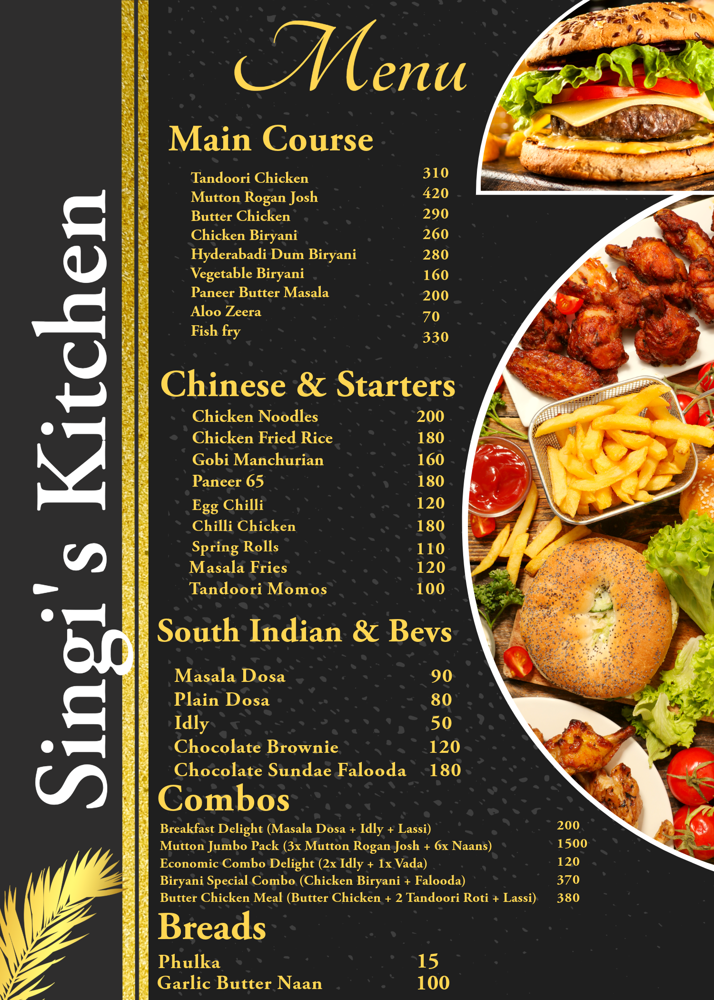 Singi's Kitchen
Menu
Main Course
Tandoori Chicken 310
Mutton Rogan Josh 420
Butter Chicken 290
Chicken Biryani 260
Hyderabadi Dum Biryani 280
Vegetable Biryani 160
Paneer Butter Masala 200
Aloo Zeera 70
Fish fry 330
Chinese & Starters
Chicken Noodles 200
Chicken Fried Rice 180
Gobi Manchurian 160
Paneer 65 180
Egg Chilli 120
Chilli Chicken 180
Spring Rolls 110
Masala Fries 120
Tandoori Momos 100
South Indian & Bevs
Masala Dosa 90
Plain Dosa 80
Idly 50
Chocolate Brownie 120
Chocolate Sundae Falooda 180
Combos
Breakfast Delight (Masala Dosa + Idly + Lassi) 200
Mutton Jumbo Pack (3x Mutton Rogan Josh + 6x Naans) 1500
Economic Combo Delight (2x Idly + 1x Vada) 120
Biryani Special Combo (Chicken Biryani + Falooda) 370
Butter Chicken Meal (Butter Chicken + 2 Tandoori Roti + Lassi) 380
Breads
Phulka 15
Garlic Butter Naan 100